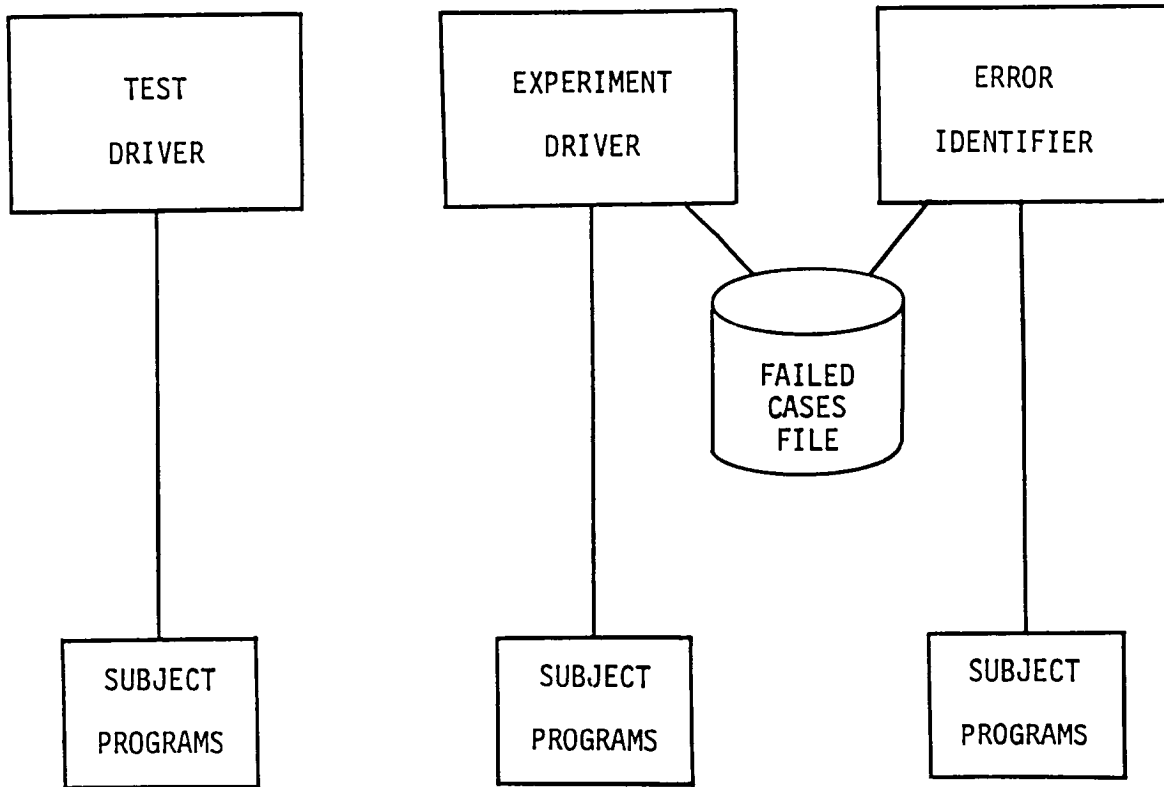 TEST
DRIVER
EXPERIMENT
DRIVER
ERROR
IDENTIFIER
FAILED
CASES
FILE
SUBJECT
PROGRAMS
SUBJECT
PROGRAMS
SUBJECT
PROGRAMS